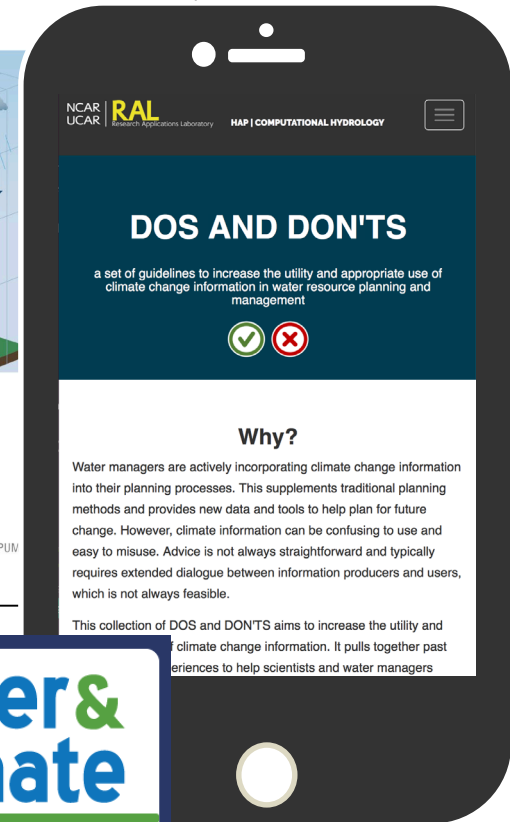 NCAR
UCAR
RAL
Research Applications Laboratory
HAP | COMPUTATIONAL HYDROLOGY
DOS AND DON'TS
a set of guidelines to increase the utility and appropriate use of
climate change information in water resource planning and
management
Why?
Water managers are actively incorporating climate change information
into their planning processes. This supplements traditional planning
methods and provides new data and tools to help plan for future
change. However, climate information can be confusing to use and
easy to misuse. Advice is not always straightforward and typically
requires extended dialogue between information producers and users,
which is not always feasible.
This collection of DOS and DON'TS aims to increase the utility and
climate change information. It pulls together past
eriences to help scientists and water managers
PUM
er&
ate